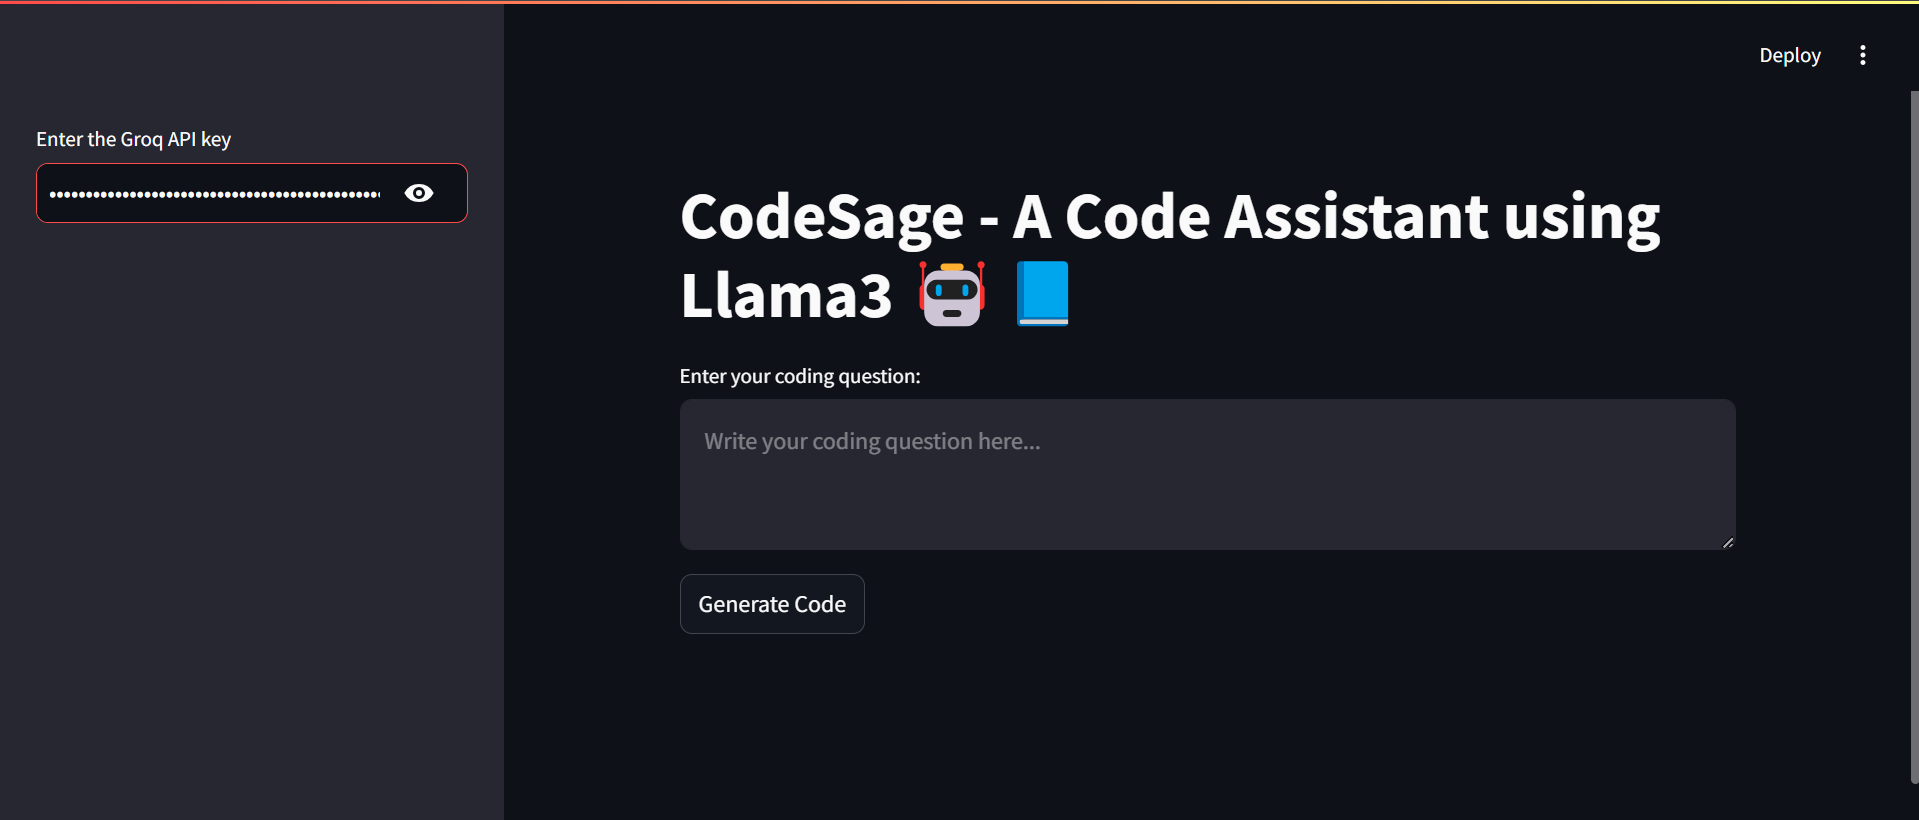 Deploy
Enter the Groq API key
CodeSage - A Code Assistant using
Llama3 🤖 📘
Enter your coding question:
Write your coding question here...
Generate Code